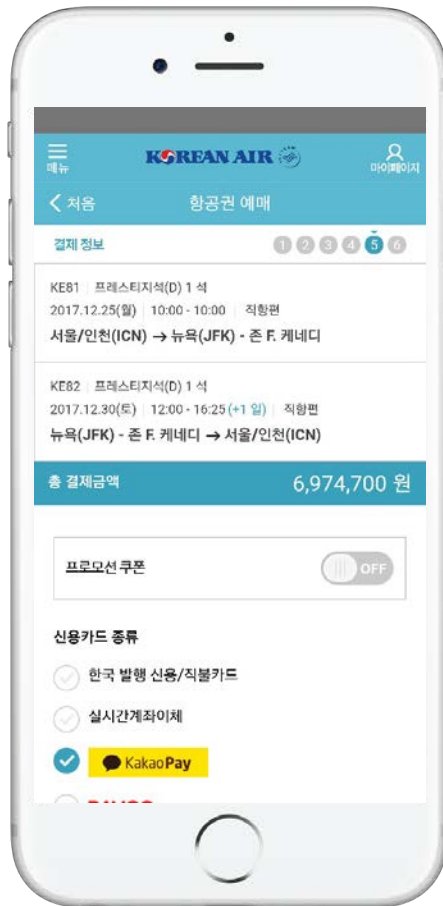 메뉴
KOREAN AIR
마이페이지
처음
항공권 예매
결제 정보
1 2 3 4 5 6
KE81 | 프레스티지석(D) 1 석
2017.12.25(월) | 10:00 - 10:00 | 직항편
서울/인천(ICN) → 뉴욕(JFK) - 존 F. 케네디
KE82 | 프레스티지석(D) 1 석
2017.12.30(토) | 12:00 - 16:25 (+1 일) | 직항편
뉴욕(JFK) - 존 F. 케네디 → 서울/인천(ICN)
총 결제금액 6,974,700 원
프로모션 쿠폰 OFF
신용카드 종류
한국 발행 신용/직불카드
실시간계좌이체
KakaoPay